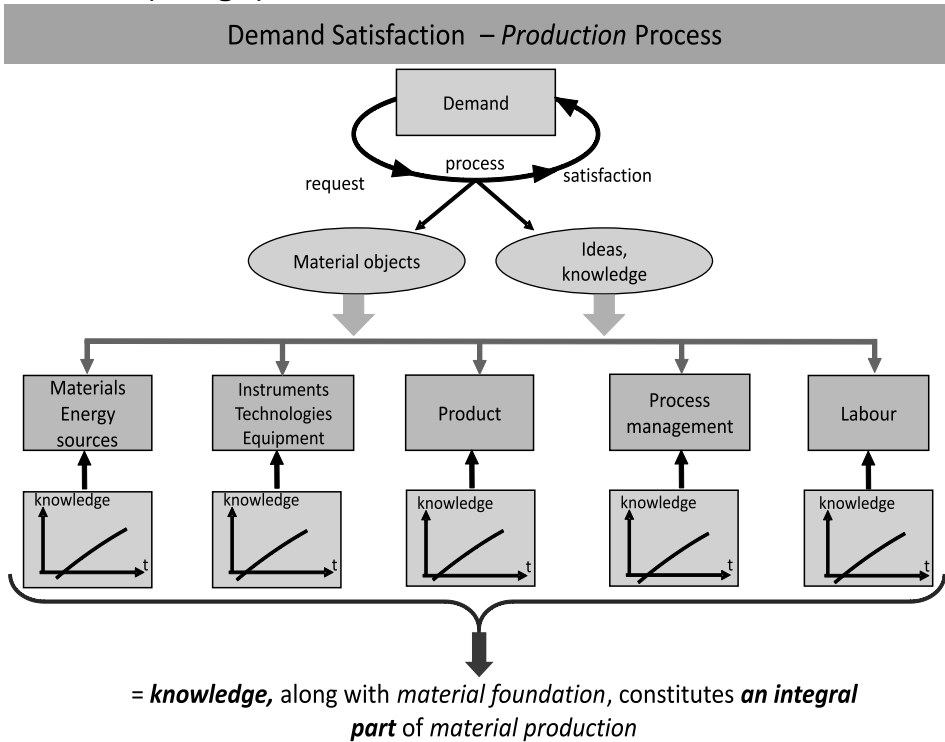 Demand Satisfaction – Production Process
Demand
process
request
satisfaction
Material objects
Ideas,
knowledge
Materials
Energy
sources
Instruments
Technologies
Equipment
Product
Process
management
Labour
knowledge
t
knowledge
t
knowledge
t
knowledge
t
knowledge
t
= knowledge, along with material foundation, constitutes an integral
part of material production